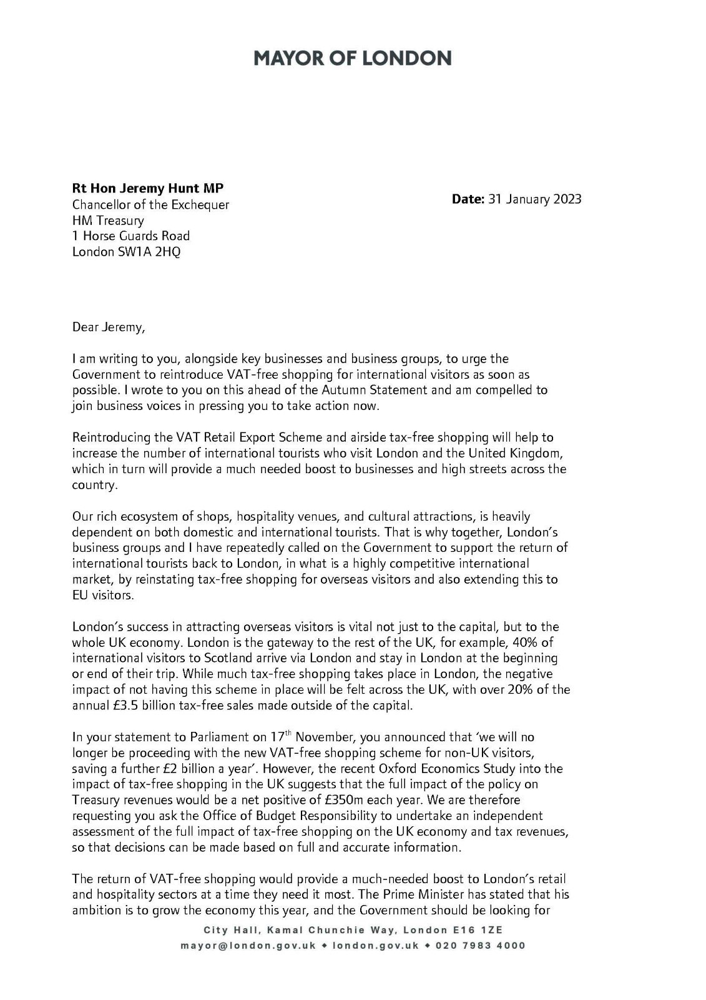 MAYOR OF LONDON
Rt Hon Jeremy Hunt MP
Chancellor of the Exchequer
HM Treasury
1 Horse Guards Road
London SW1A 2HQ
Date: 31 January 2023
Dear Jeremy,
I am writing to you, alongside key businesses and business groups, to urge the
Government to reintroduce VAT-free shopping for international visitors as soon as
possible. I wrote to you on this ahead of the Autumn Statement and am compelled to
join business voices in pressing you to take action now.
Reintroducing the VAT Retail Export Scheme and airside tax-free shopping will help to
increase the number of international tourists who visit London and the United Kingdom,
which in turn will provide a much needed boost to businesses and high streets across the
country.
Our rich ecosystem of shops, hospitality venues, and cultural attractions, is heavily
dependent on both domestic and international tourists. That is why together, London's
business groups and I have repeatedly called on the Government to support the return of
international tourists back to London, in what is a highly competitive international
market, by reinstating tax-free shopping for overseas visitors and also extending this to
EU visitors.
London's success in attracting overseas visitors is vital not just to the capital, but to the
whole UK economy. London is the gateway to the rest of the UK, for example, 40% of
international visitors to Scotland arrive via London and stay in London at the beginning
or end of their trip. While much tax-free shopping takes place in London, the negative
impact of not having this scheme in place will be felt across the UK, with over 20% of the
annual £3.5 billion tax-free sales made outside of the capital.
In your statement to Parliament on 17th November, you announced that 'we will no
longer be proceeding with the new VAT-free shopping scheme for non-UK visitors,
saving a further £2 billion a year'. However, the recent Oxford Economics Study into the
impact of tax-free shopping in the UK suggests that the full impact of the policy on
Treasury revenues would be a net positive of £350m each year. We are therefore
requesting you ask the Office of Budget Responsibility to undertake an independent
assessment of the full impact of tax-free shopping on the UK economy and tax revenues,
so that decisions can be made based on full and accurate information.
The return of VAT-free shopping would provide a much-needed boost to London's retail
and hospitality sectors at a time they need it most. The Prime Minister has stated that his
ambition is to grow the economy this year, and the Government should be looking for
City Hall, Kamal Chunchie Way, London E16 1ZE
mayor@london.gov.uk ◆ london.gov.uk ◆ 020 7983 4000